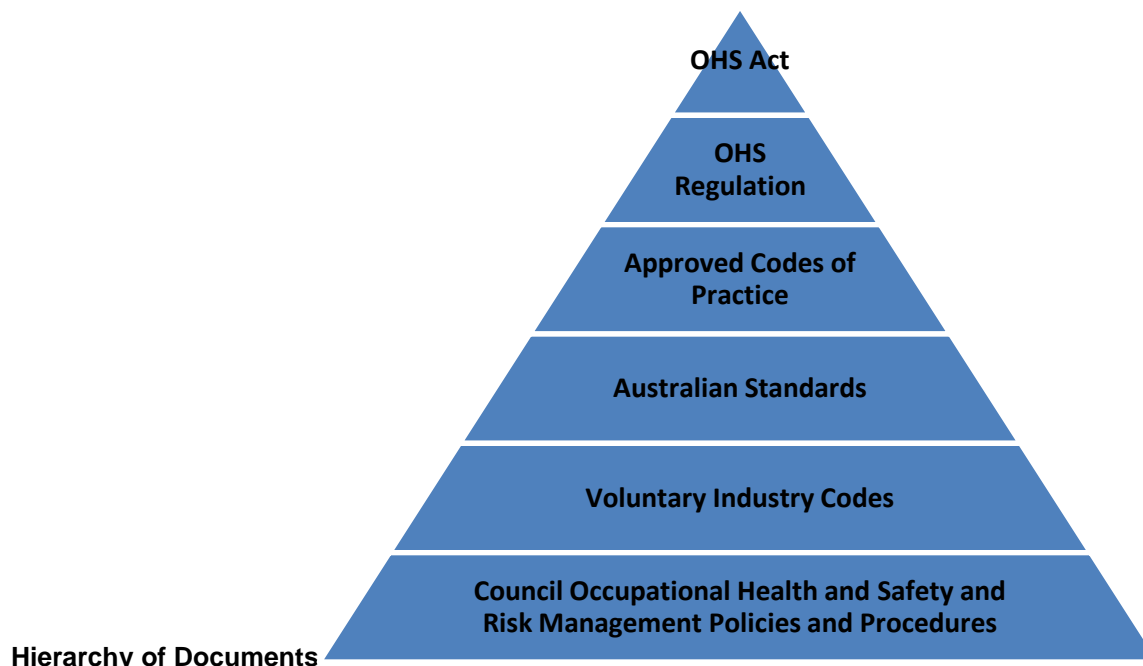 OHS Act
OHS
Regulation
Approved Codes of
Practice
Australian Standards
Voluntary Industry Codes
Council Occupational Health and Safety and
Risk Management Policies and Procedures
Hierarchy of Documents